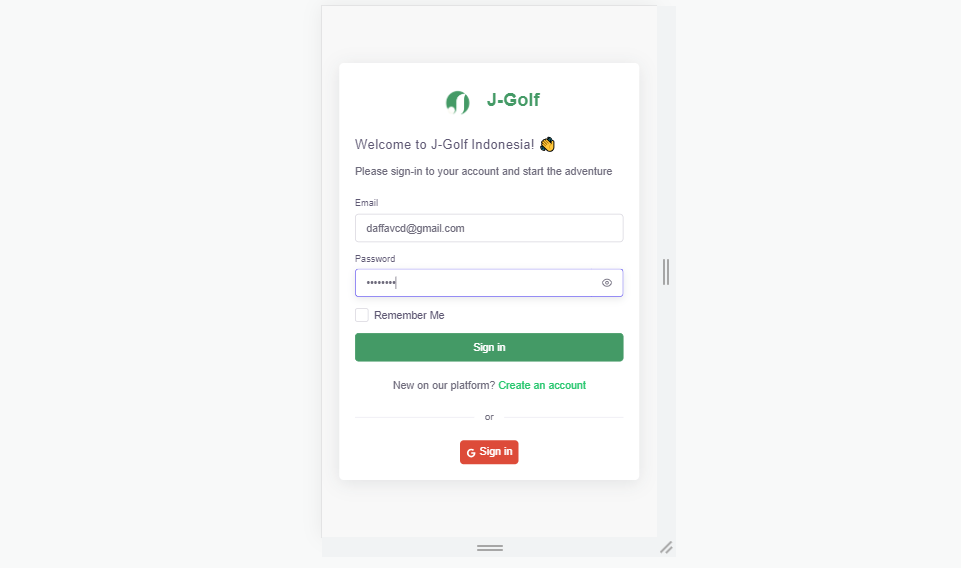 J-Golf
Welcome to J-Golf Indonesia! 👋
Please sign-in to your account and start the adventure
Email
daffavcd@gmail.com
Password
••••••••
Remember Me
Sign in
New on our platform? Create an account
or
G Sign in